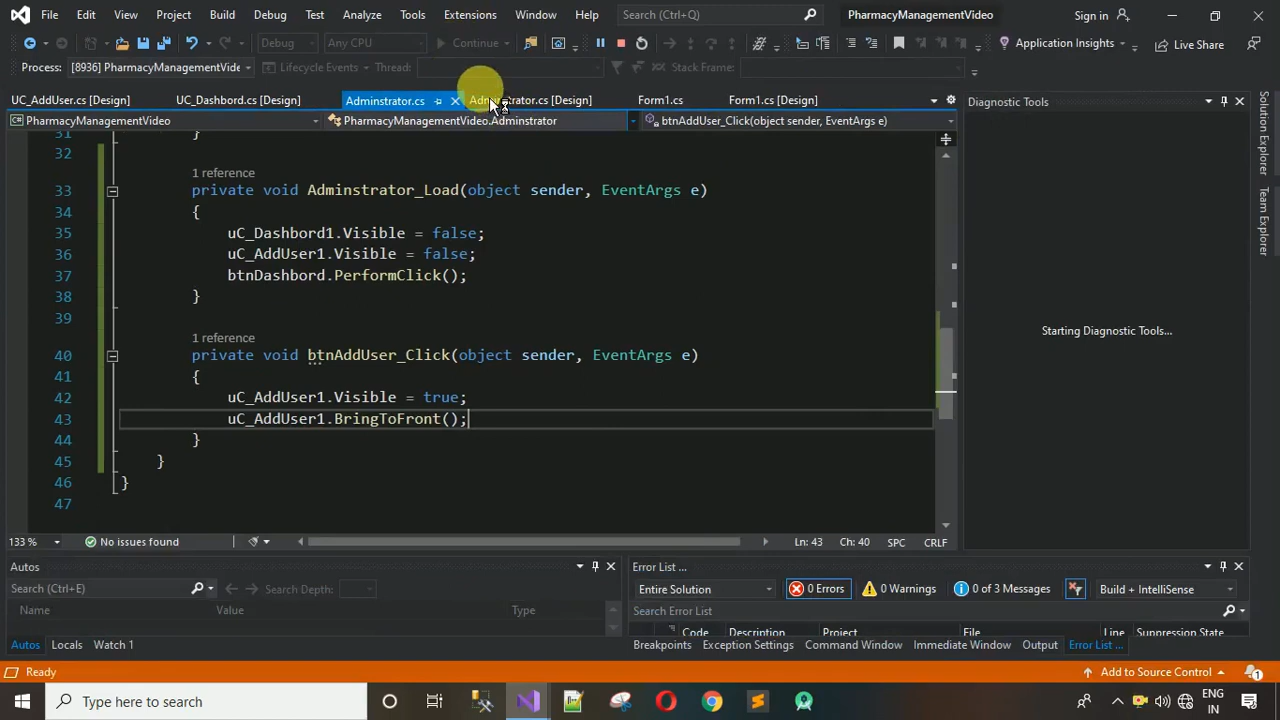 File Edit View Project Build Debug Test Analyze Tools Extensions Window Help Search (Ctrl+Q) PharmacyManagementVideo Sign in
Debug Any CPU Continue Application Insights Live Share
Process: [8936] PharmacyManagementVide Lifecycle Events Thread: Stack Frame:
UC_AddUser.cs [Design] UC_Dashbord.cs [Design] Adminstrator.cs Adminstrator.cs [Design] Form1.cs Form1.cs [Design] Diagnostic Tools
C# PharmacyManagementVideo PharmacyManagementVideo.Adminstrator btnAddUser_Click(object sender, EventArgs e)
31 }
32
1 reference
33 private void Adminstrator_Load(object sender, EventArgs e)
34 {
35 uC_Dashbord1.Visible = false;
36 uC_AddUser1.Visible = false;
37 btnDashbord.PerformClick();
38 }
39
1 reference
40 private void btnAddUser_Click(object sender, EventArgs e)
41 {
42 uC_AddUser1.Visible = true;
43 uC_AddUser1.BringToFront();
44 }
45 }
46 }
47
Starting Diagnostic Tools...
Solution Explorer
Team Explorer
133 % No issues found Ln: 43 Ch: 40 SPC CRLF
Autos
Search (Ctrl+E) Search Depth:
Name Value Type
Autos Locals Watch 1
Error List ...
Entire Solution 0 Errors 0 Warnings 0 of 3 Messages Build + IntelliSense
Search Error List
Code Description Project File Line Suppression State
Breakpoints Exception Settings Command Window Immediate Window Output Error List ...
Ready Add to Source Control 1
Type here to search ENG
IN